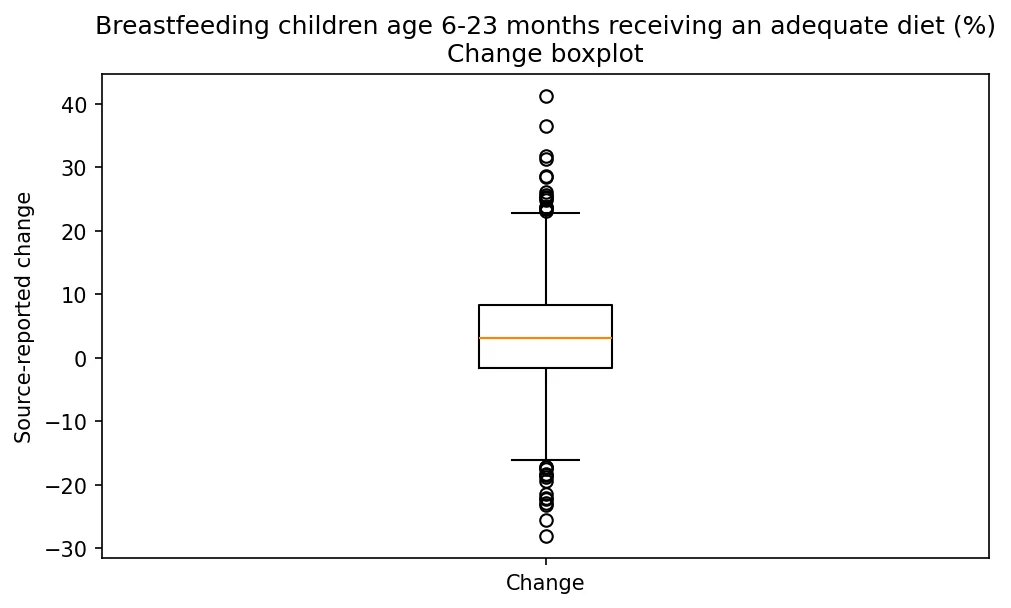 Breastfeeding children age 6-23 months receiving an adequate diet (%)
Change boxplot
Source-reported change
40
30
20
10
0
−10
−20
−30
Change